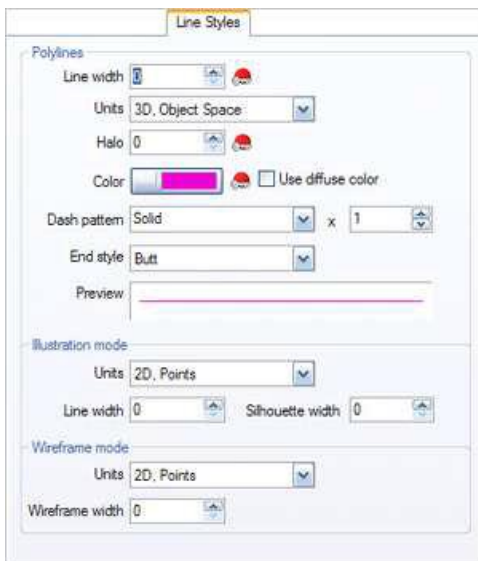 Line Styles
Polylines
Line width 0
Units 3D, Object Space
Halo 0
Color Use diffuse color
Dash pattern Solid x 1
End style Butt
Preview
Illustration mode
Units 2D, Points
Line width 0 Silhouette width 0
Wireframe mode
Units 2D, Points
Wireframe width 0